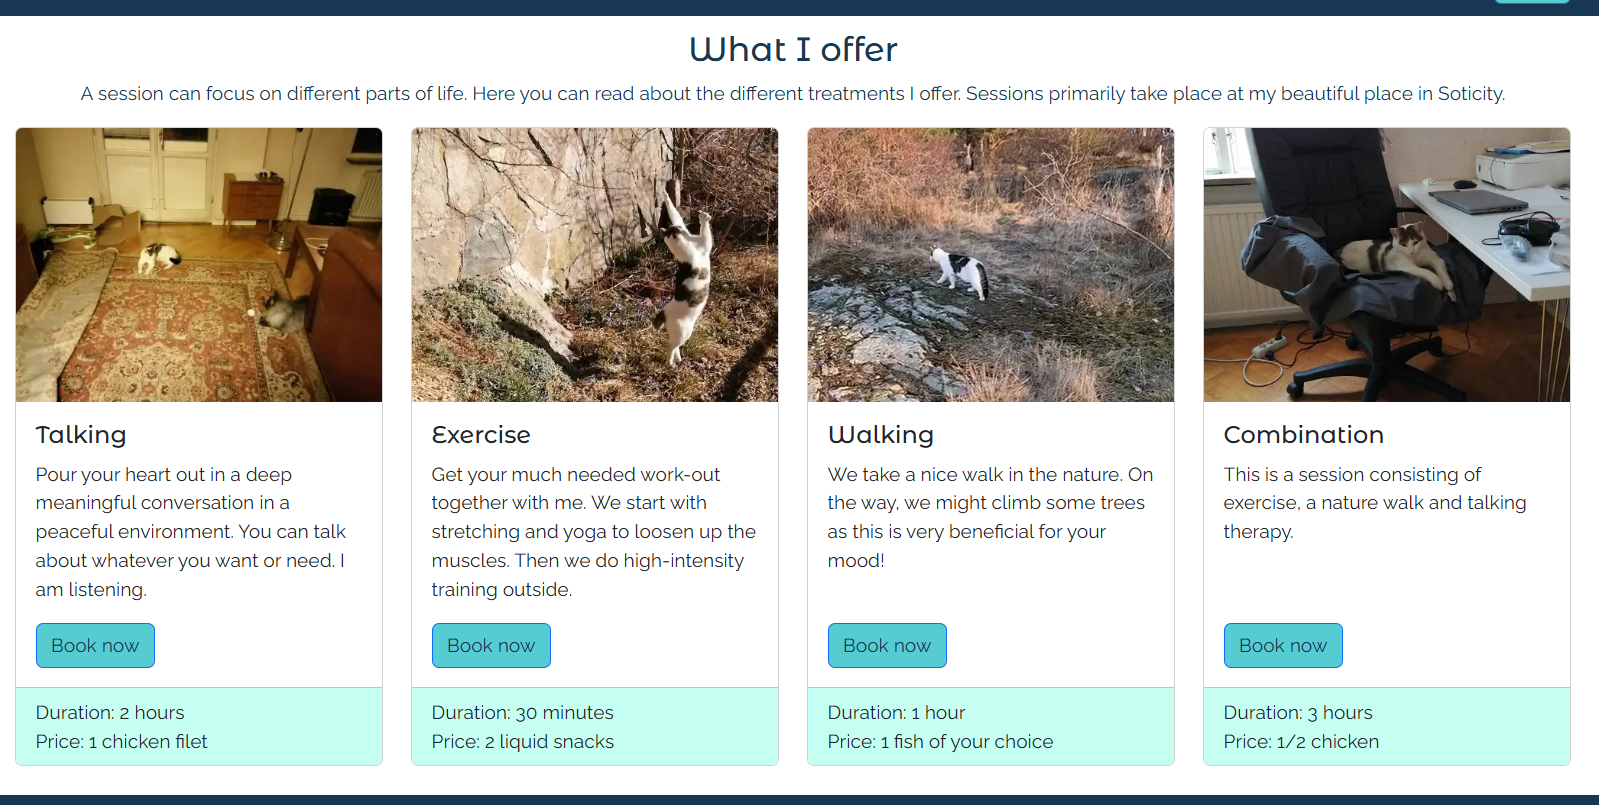 What I offer
A session can focus on different parts of life. Here you can read about the different treatments I offer. Sessions primarily take place at my beautiful place in Soticity.
Talking
Pour your heart out in a deep
meaningful conversation in a
peaceful environment. You can talk
about whatever you want or need. I
am listening.
Book now
Duration: 2 hours
Price: 1 chicken filet
Exercise
Get your much needed work-out
together with me. We start with
stretching and yoga to loosen up the
muscles. Then we do high-intensity
training outside.
Book now
Duration: 30 minutes
Price: 2 liquid snacks
Walking
We take a nice walk in the nature. On
the way, we might climb some trees
as this is very beneficial for your
mood!
Book now
Duration: 1 hour
Price: 1 fish of your choice
Combination
This is a session consisting of
exercise, a nature walk and talking
therapy.
Book now
Duration: 3 hours
Price: 1/2 chicken